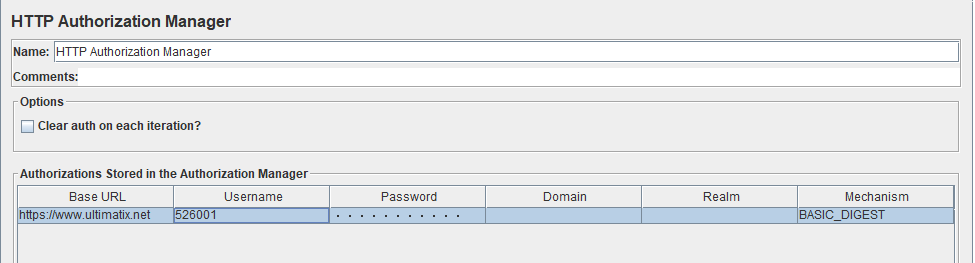 HTTP Authorization Manager
Name: HTTP Authorization Manager
Comments:
Options
Clear auth on each iteration?
Authorizations Stored in the Authorization Manager
Base URL Username Password Domain Realm Mechanism
https://www.ultimatix.net 526001 ··········· BASIC_DIGEST